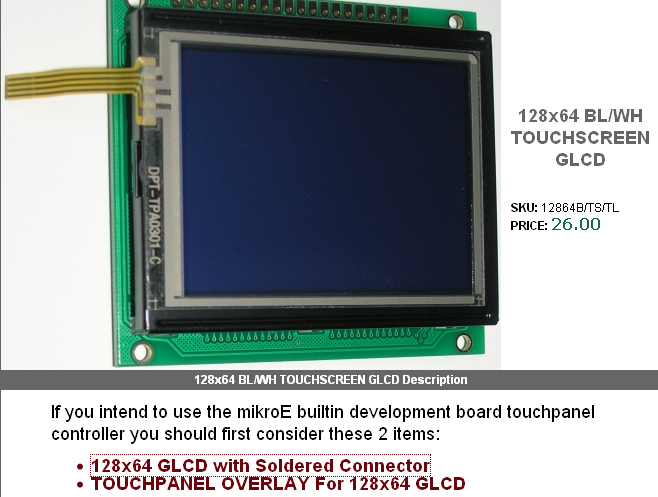 DPT-TPA0301-C
128x64 BL/WH
TOUCHSCREEN
GLCD
SKU: 12864B/TS/TL
PRICE: 26.00
128x64 BL/WH TOUCHSCREEN GLCD Description
If you intend to use the mikroE builtin development board touchpanel
controller you should first consider these 2 items:
• 128x64 GLCD with Soldered Connector
• TOUCHPANEL OVERLAY For 128x64 GLCD